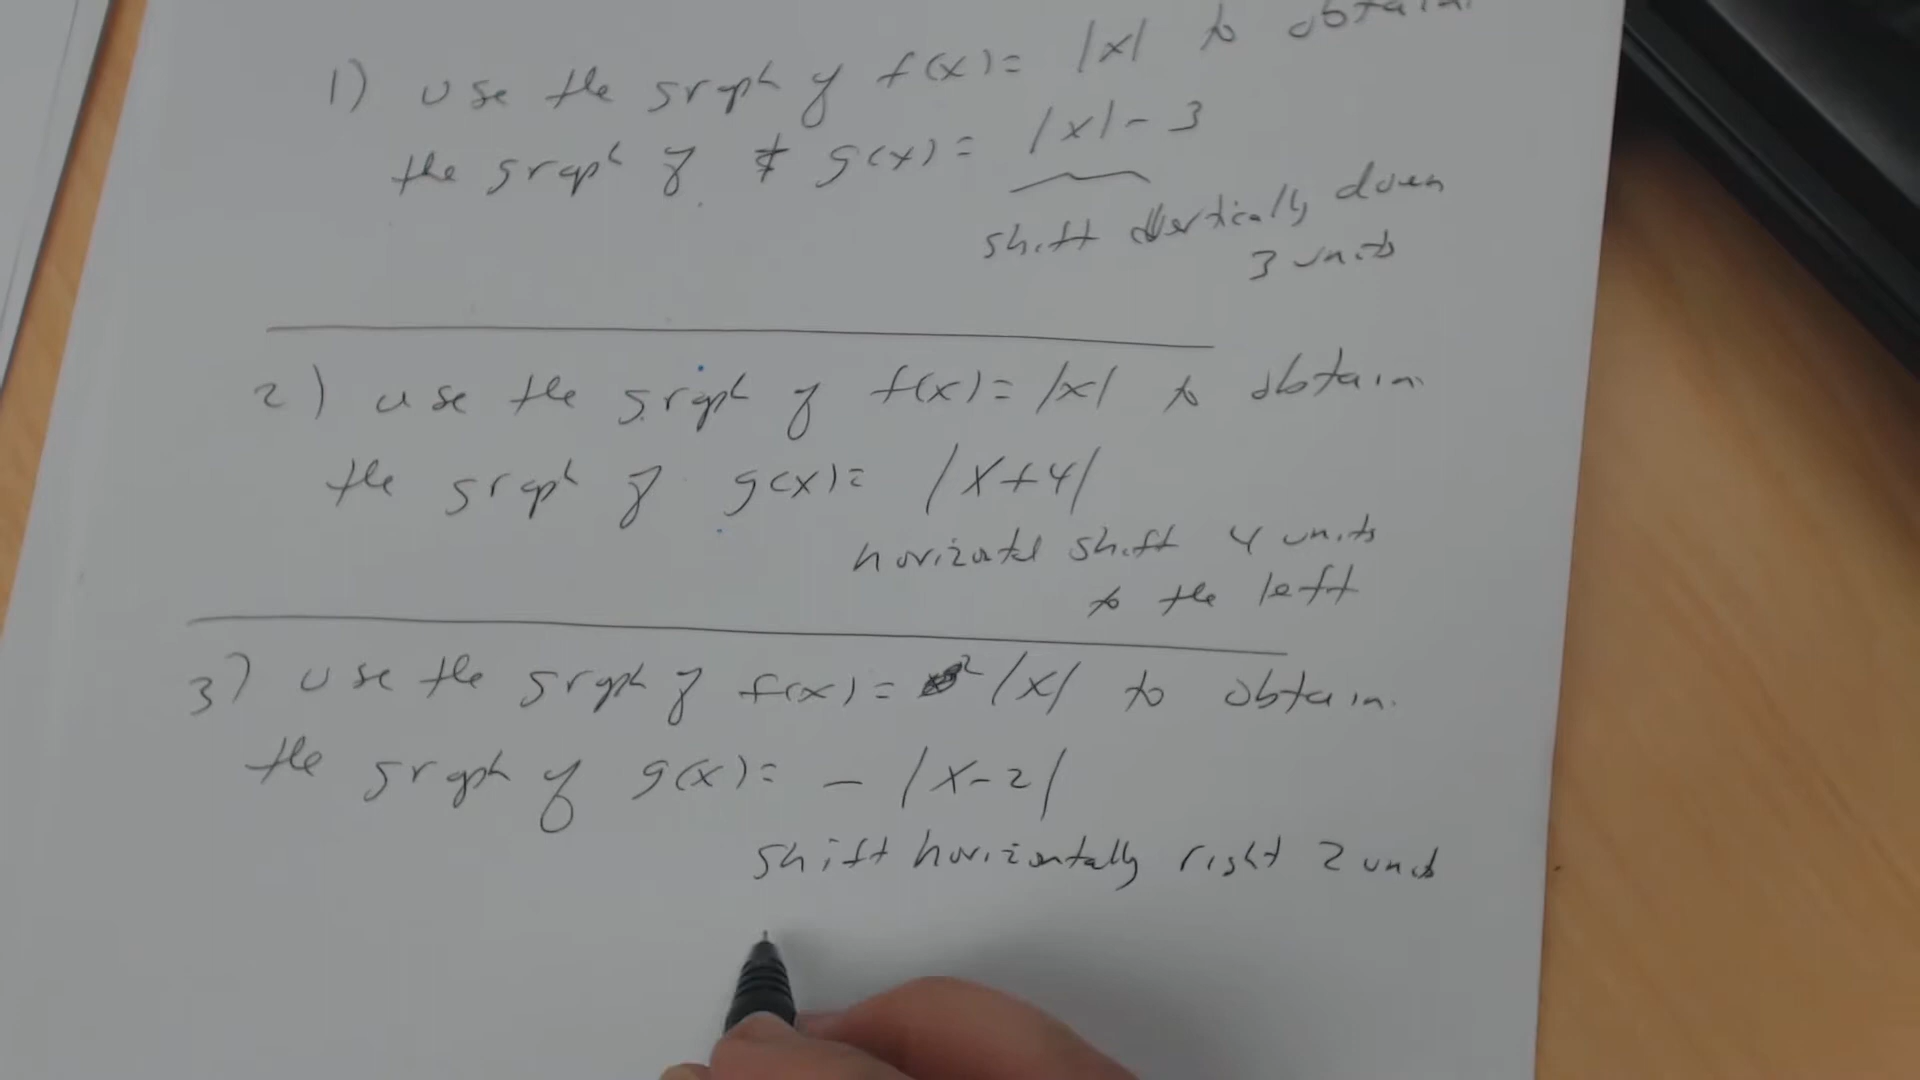 1) use the graph of f(x) = |x| to obtain
the graph of g(x) = |x| - 3
shift vertically down
3 units
2) use the graph of f(x) = |x| to obtain
the graph of g(x) = |x+4|
horizontal shift 4 units
to the left
3) use the graph of f(x) = |x| to obtain.
the graph of g(x) = - |x-2|
shift horizontally right 2 units